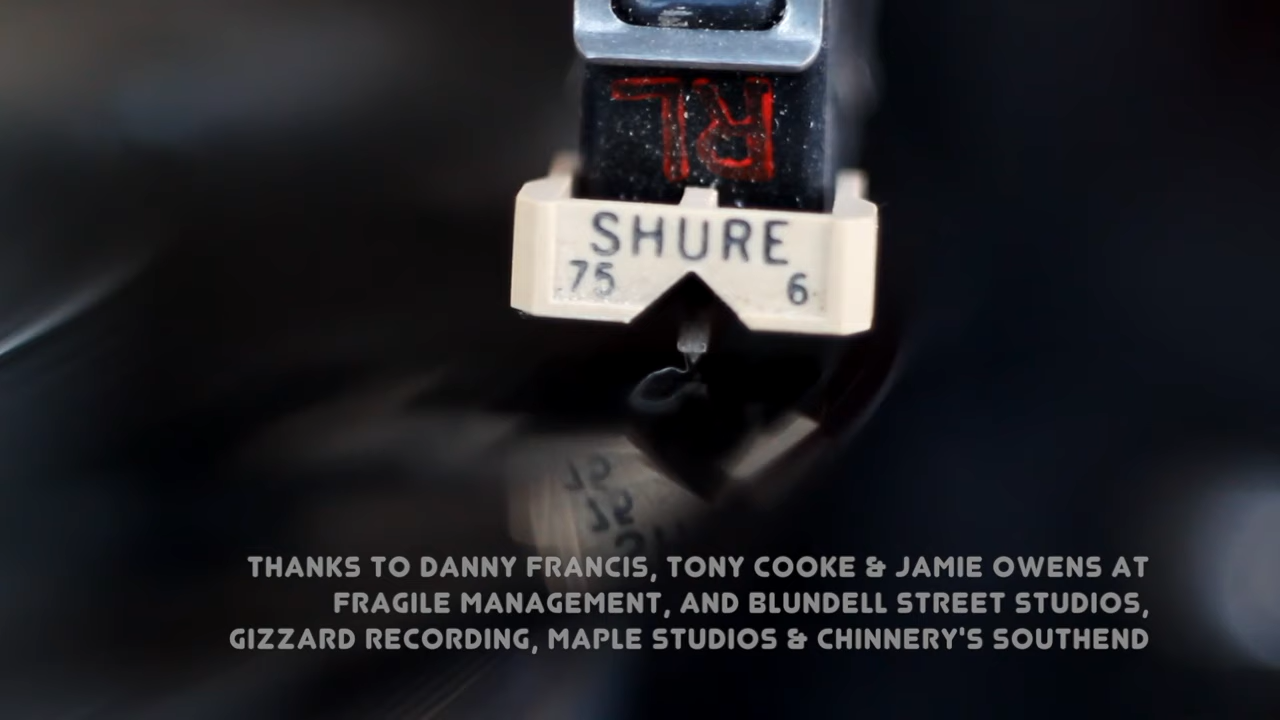 RL
SHURE
75 6
THANKS TO DANNY FRANCIS, TONY COOKE & JAMIE OWENS AT
FRAGILE MANAGEMENT, AND BLUNDELL STREET STUDIOS,
GIZZARD RECORDING, MAPLE STUDIOS & CHINNERY'S SOUTHEND